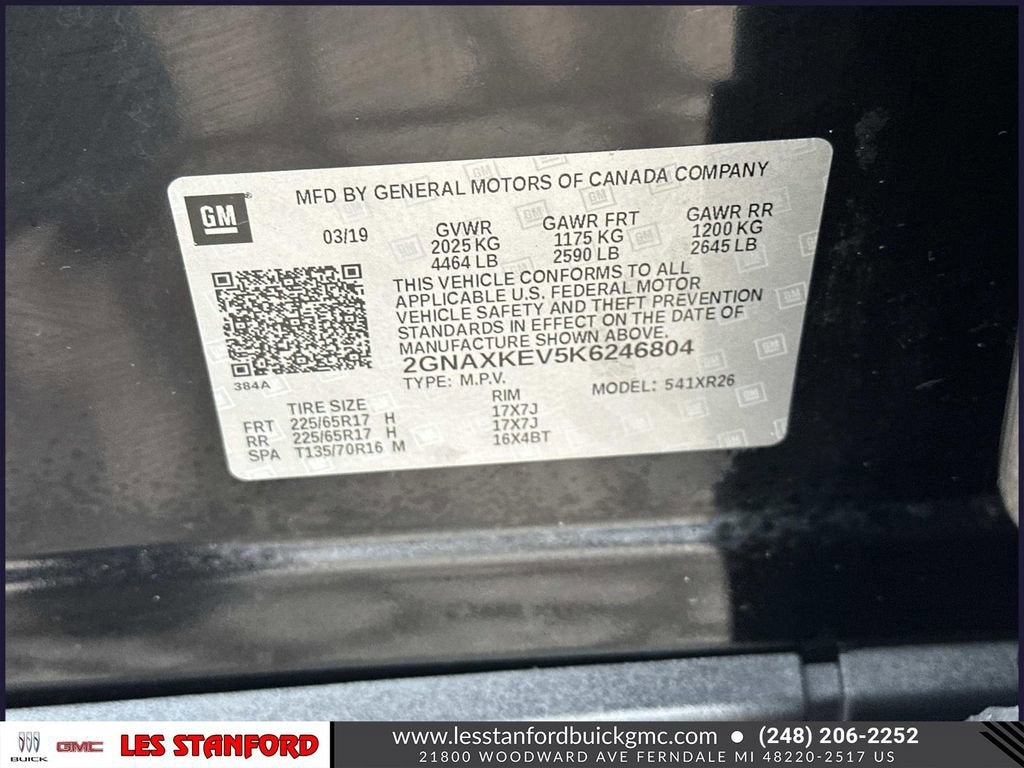 GM
MFD BY GENERAL MOTORS OF CANADA COMPANY
03/19
GVWR
2025 KG
4464 LB
GAWR FRT
1175 KG
2590 LB
GAWR RR
1200 KG
2645 LB
THIS VEHICLE CONFORMS TO ALL
APPLICABLE U.S. FEDERAL MOTOR
VEHICLE SAFETY AND THEFT PREVENTION
STANDARDS IN EFFECT ON THE DATE OF
MANUFACTURE SHOWN ABOVE.
2GNAXKEV5K6246804
TYPE: M.P.V. MODEL: 541XR26
384A
TIRE SIZE RIM
FRT 225/65R17 H 17X7J
RR 225/65R17 H 17X7J
SPA T135/70R16 M 16X4BT
BUICK GMC LES STANFORD
www.lesstanfordbuickgmc.com • (248) 206-2252
21800 WOODWARD AVE FERNDALE MI 48220-2517 US